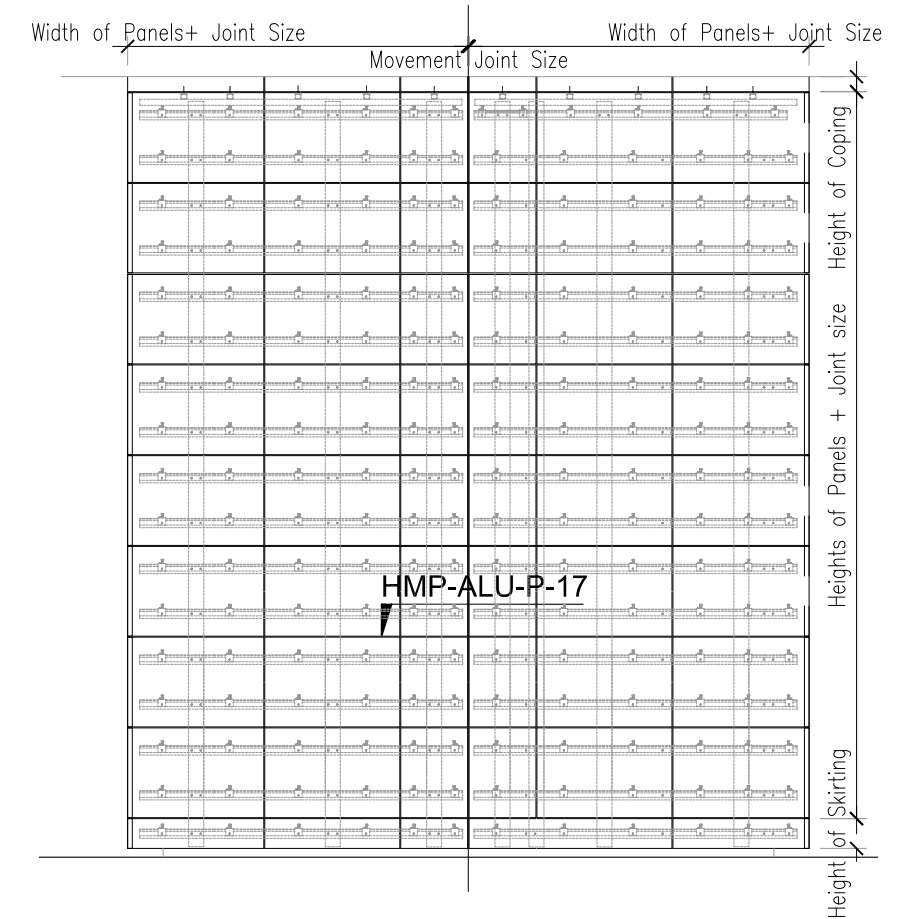 Width of Panels+ Joint Size
Width of Panels+ Joint Size
Movement Joint Size
Height of Coping
Heights of Panels + Joint size
HMP-ALU-P-17
Height of Skirting